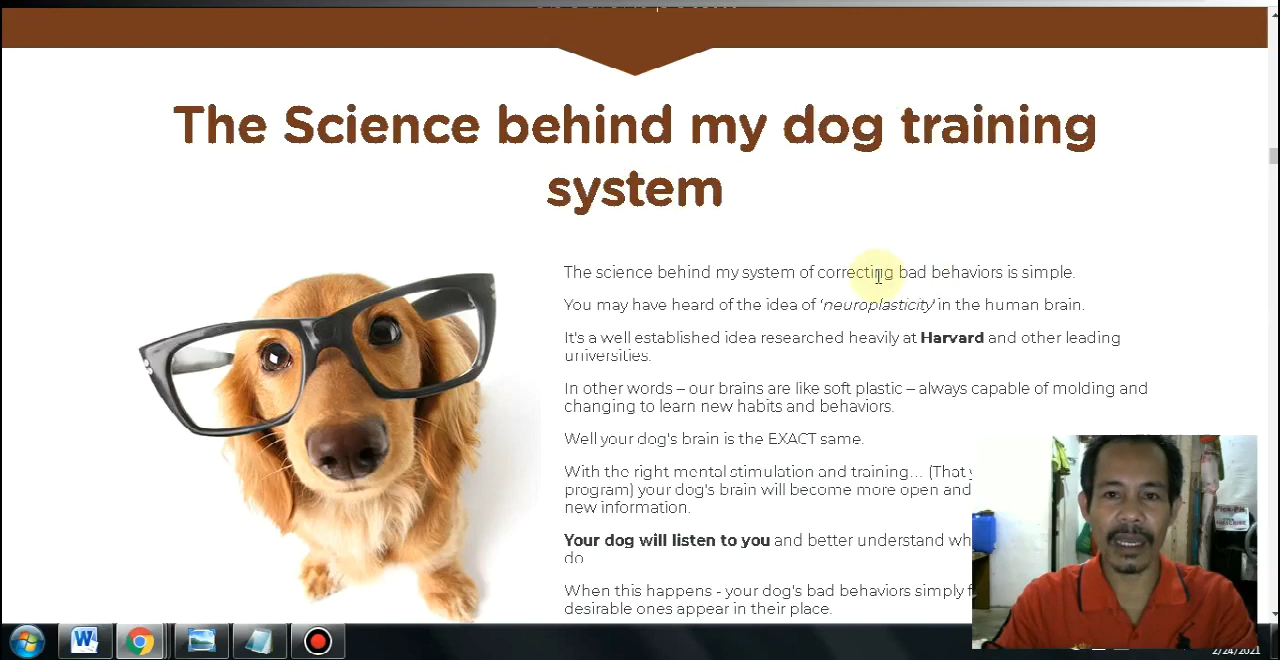 The Science behind my dog training
system
The science behind my system of correcting bad behaviors is simple.
You may have heard of the idea of 'neuroplasticity' in the human brain.
It's a well established idea researched heavily at Harvard and other leading
universities.
In other words – our brains are like soft plastic – always capable of molding and
changing to learn new habits and behaviors.
Well your dog's brain is the EXACT same.
With the right mental stimulation and training... (That
program) your dog's brain will become more open and
new information.
Your dog will listen to you and better understand
do
When this happens - your dog's bad behaviors simply
desirable ones appear in their place.
2/24/2021